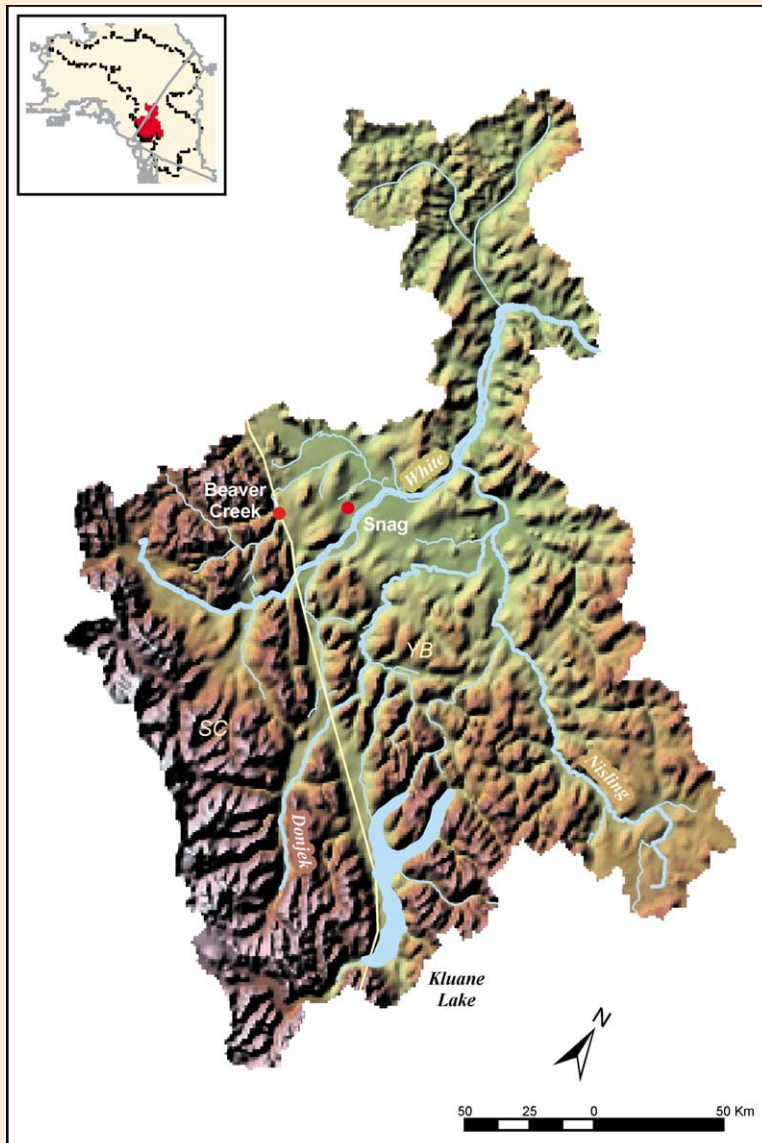 White
Beaver
Creek
Snag
YB
SC
Nisling
Donjek
Kluane
Lake
N
50 25 0 50 Km